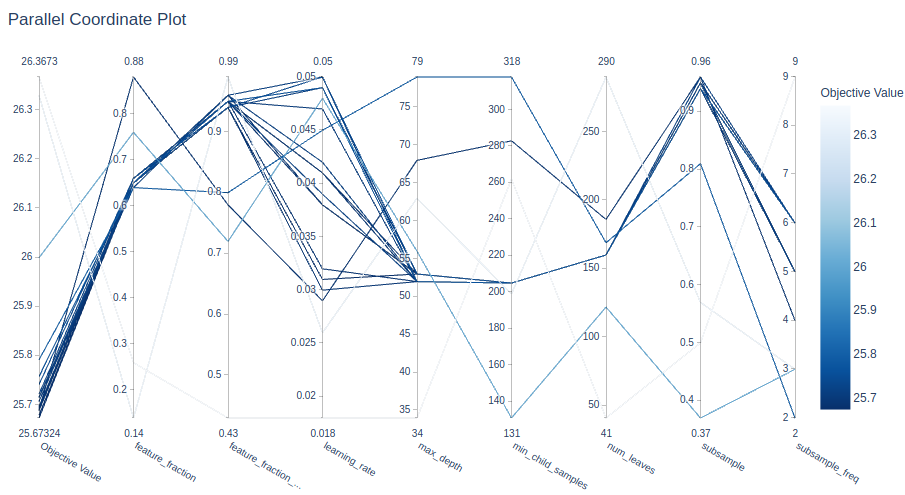 Parallel Coordinate Plot
26.3673 0.88 0.99 0.05 79 318 290 0.96 9
Objective Value
26.3 26.2 26.1 26 25.9 25.8 25.7
0.8 0.7 0.6 0.5 0.4 0.3 0.2
0.9 0.8 0.7 0.6 0.5
0.05 0.045 0.04 0.035 0.03 0.025 0.02
75 70 65 60 55 50 45 40 35
300 280 260 240 220 200 180 160 140
250 200 150 100 50
0.9 0.8 0.7 0.6 0.5 0.4
9 8 7 6 5 4 3 2
26.3
26.2
26.1
26
25.9
25.8
25.7
25.67324 0.14 0.43 0.018 34 131 41 0.37 2
Objective Value
feature_fraction
feature_fraction_...
learning_rate
max_depth
min_child_samples
num_leaves
subsample
subsample_freq